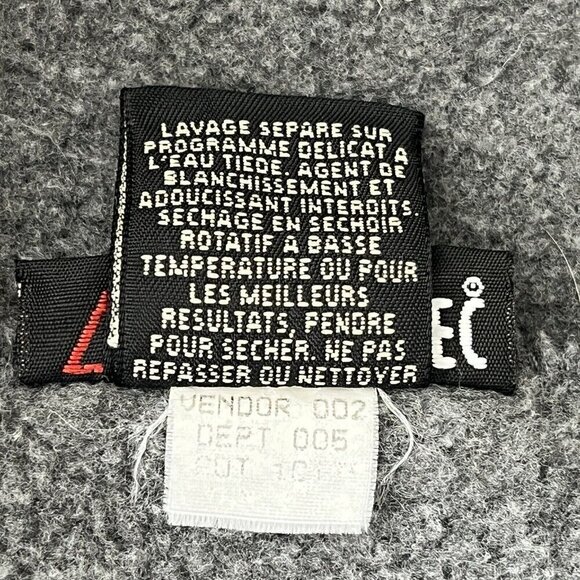 LAVAGE SEPARE SUR
PROGRAMME DELICAT A
L'EAU TIEDE. AGENT DE
BLANCHISSEMENT ET
ADOUCISSANT INTERDITS.
SECHAGE EN SECHOIR
ROTATIF A BASSE
TEMPERATURE OU POUR
LES MEILLEURS
RESULTATS, PENDRE
POUR SECHER. NE PAS
REPASSER OU NETTOYER
VENDOR 002
DEPT 005